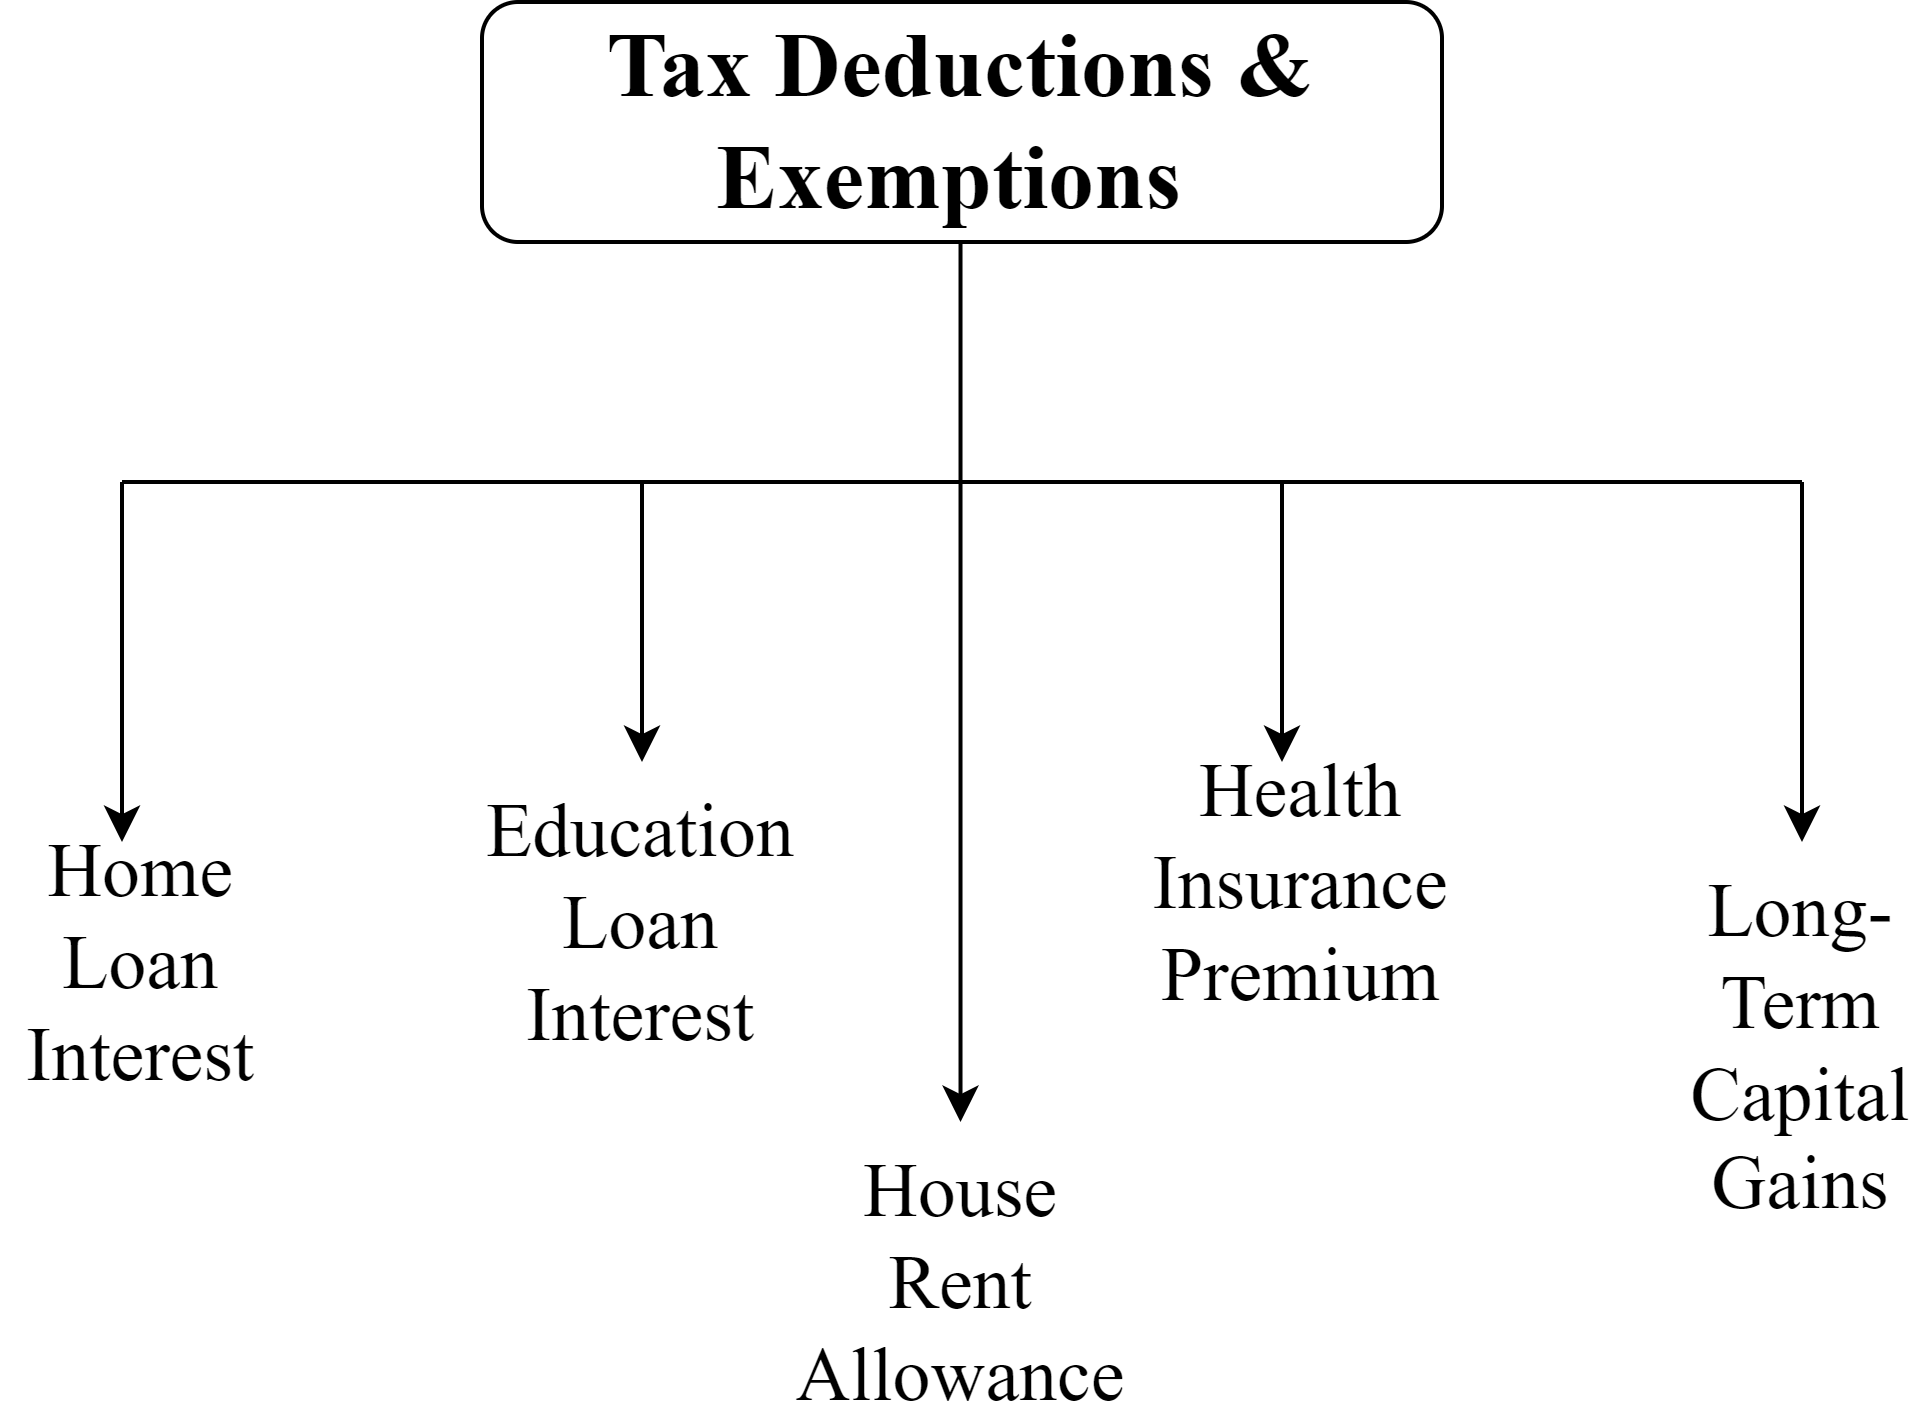 Tax Deductions &
Exemptions
Home
Loan
Interest
Education
Loan
Interest
House
Rent
Allowance
Health
Insurance
Premium
Long-
Term
Capital
Gains